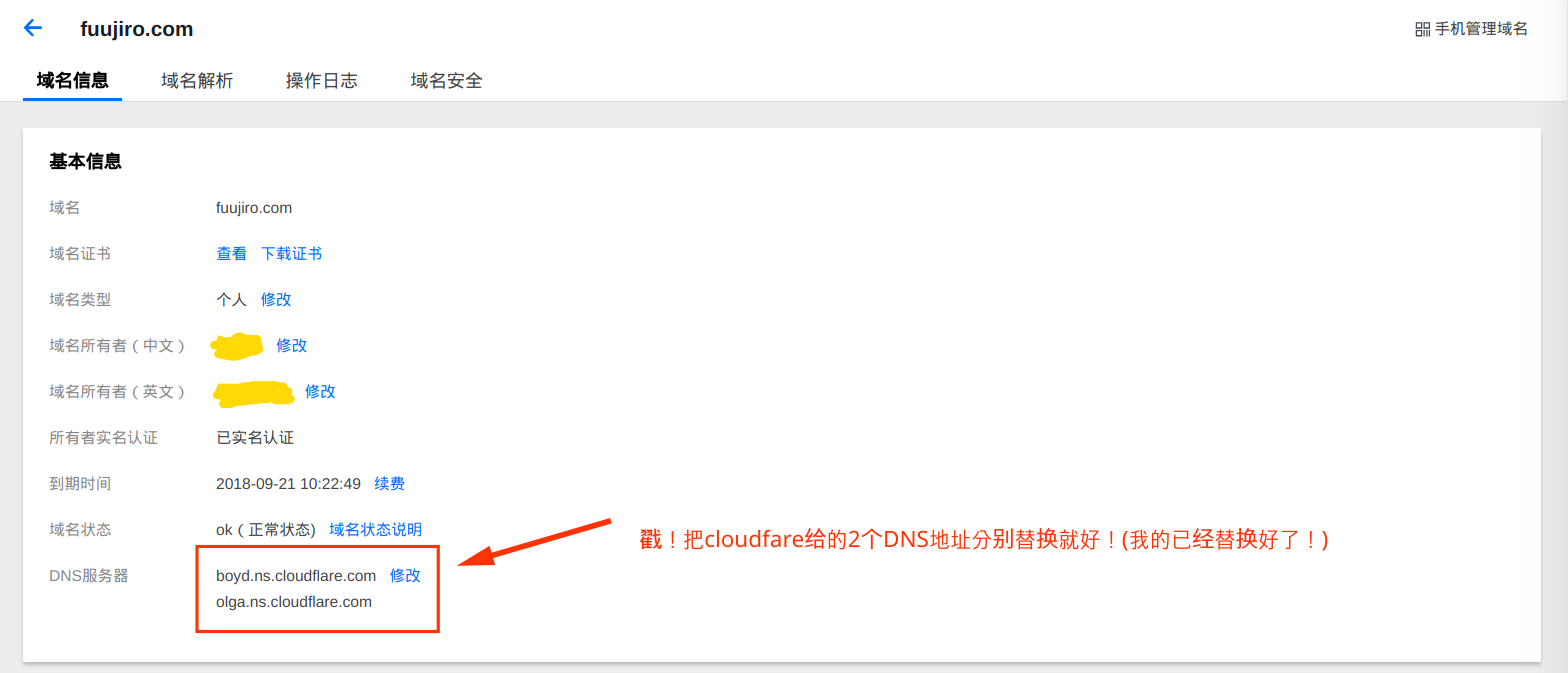 fuujiro.com
手机管理域名
域名信息 域名解析 操作日志 域名安全
基本信息
域名 fuujiro.com
域名证书 查看 下载证书
域名类型 个人 修改
域名所有者（中文） 修改
域名所有者（英文） 修改
所有者实名认证 已实名认证
到期时间 2018-09-21 10:22:49 续费
域名状态 ok（正常状态) 域名状态说明
戳！把cloudfare给的2个DNS地址分别替换就好！(我的已经替换好了！)
DNS服务器 boyd.ns.cloudflare.com 修改
olga.ns.cloudflare.com